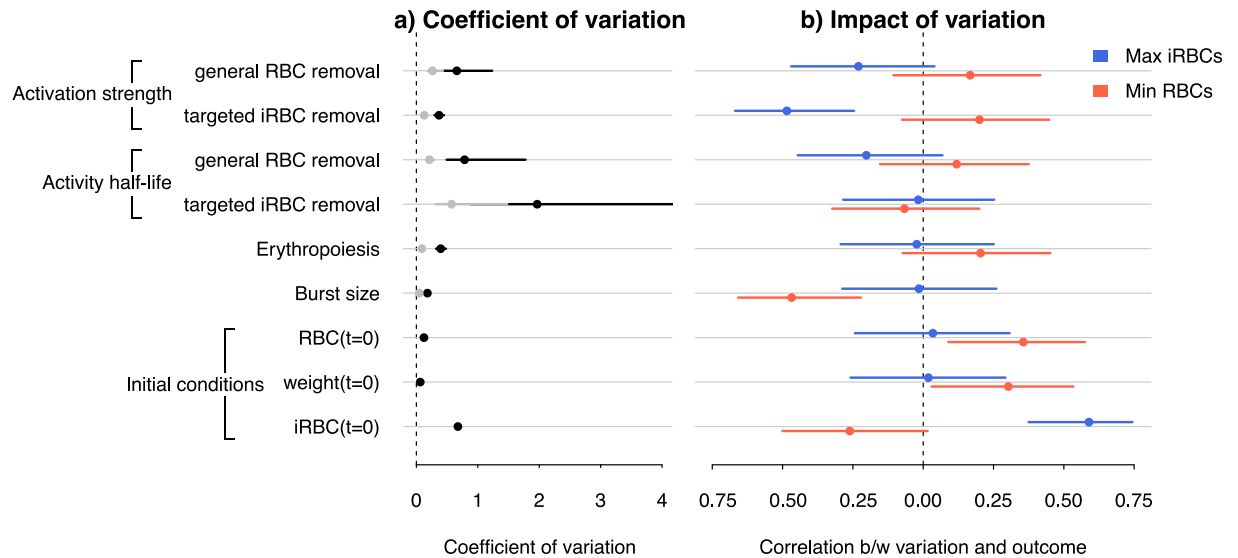 a) Coefficient of variation
b) Impact of variation
Max iRBCs
Min RBCs
Activation strength
general RBC removal
targeted iRBC removal
Activity half-life
general RBC removal
targeted iRBC removal
Erythropoiesis
Burst size
Initial conditions
RBC(t=0)
weight(t=0)
iRBC(t=0)
0 1 2 3 4
Coefficient of variation
0.75 0.50 0.25 0.00 0.25 0.50 0.75
Correlation b/w variation and outcome